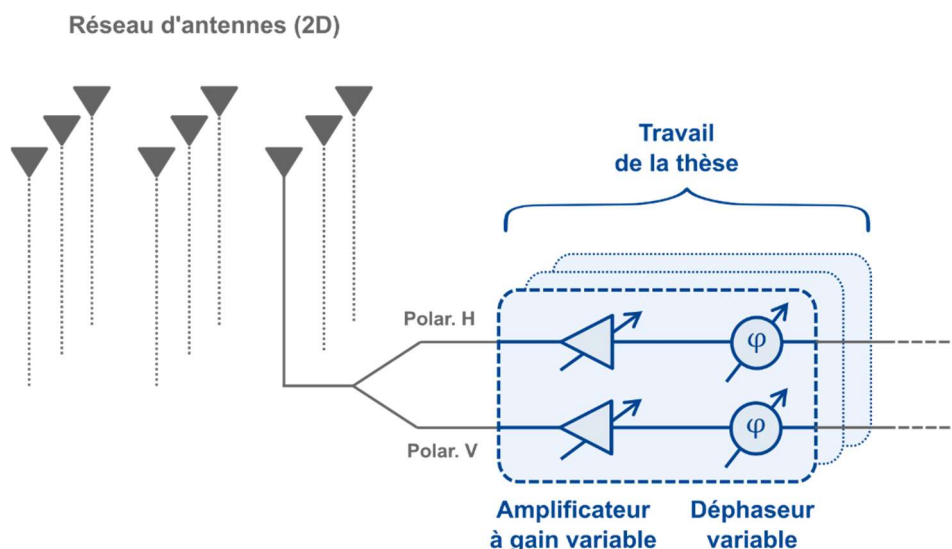 Réseau d'antennes (2D)
Travail
de la thèse
Polar. H
φ
Polar. V
φ
Amplificateur
à gain variable
Déphaseur
variable